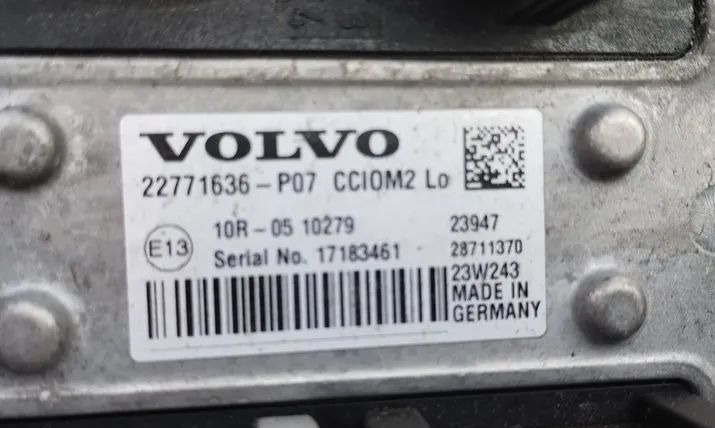 VOLVO
22771636-P07 CCIOM2 Lo
E13
10R-05 10279
23947
Serial No. 17183461
28711370
23W243
MADE IN
GERMANY